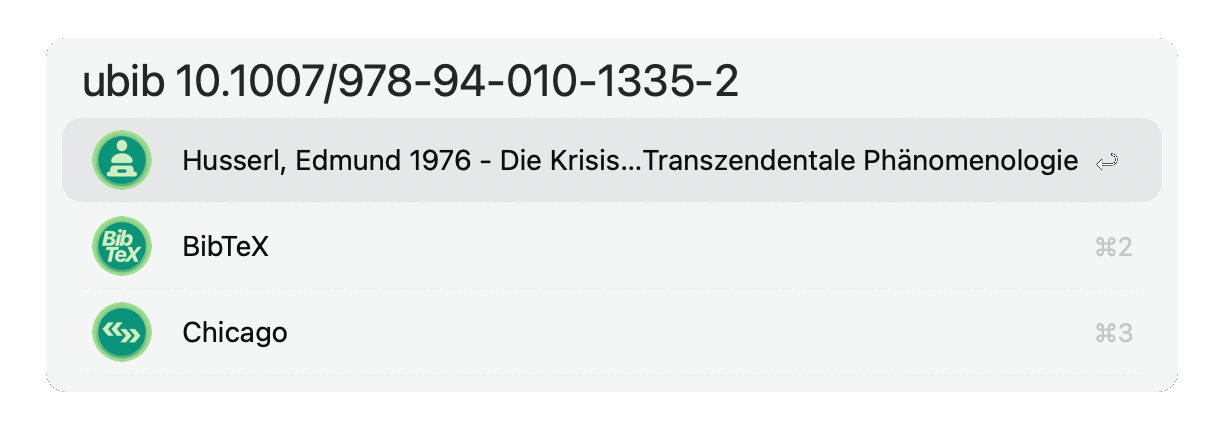 ubib 10.1007/978-94-010-1335-2
Husserl, Edmund 1976 - Die Krisis...Transzendentale Phänomenologie ↩
Bib
TeX
BibTeX ⌘2
Chicago ⌘3